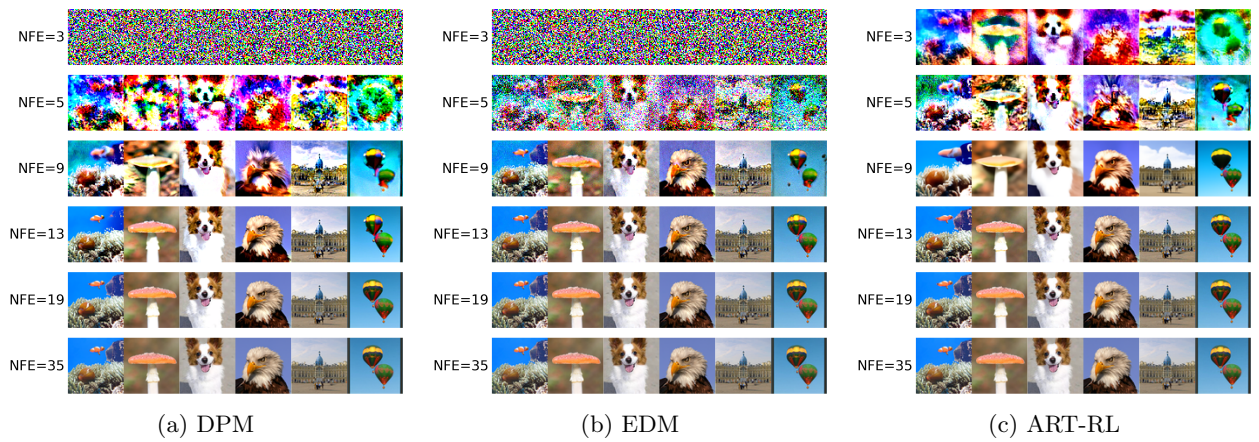 NFE=3
NFE=5
NFE=9
NFE=13
NFE=19
NFE=35
(a) DPM
NFE=3
NFE=5
NFE=9
NFE=13
NFE=19
NFE=35
(b) EDM
NFE=3
NFE=5
NFE=9
NFE=13
NFE=19
NFE=35
(c) ART-RL